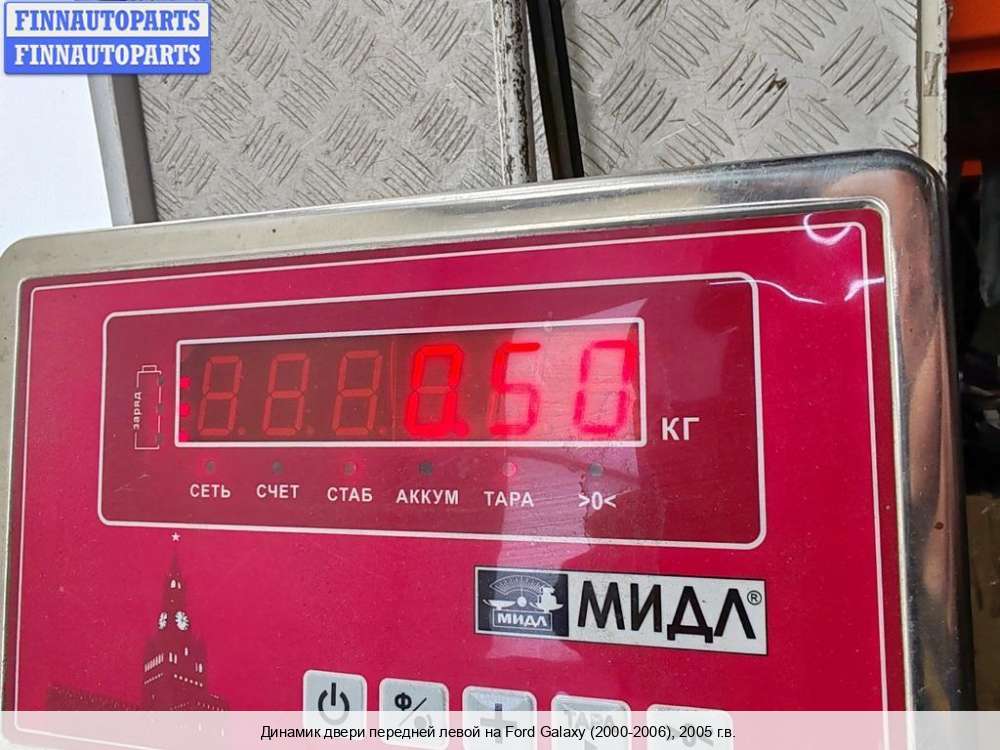 FINNAUTOPARTS
FINNAUTOPARTS
заряд
0.50
КГ
СЕТЬ СЧЕТ СТАБ АККУМ ТАРА >0<
МИДЛ МИДЛ®
Ф/
+
ТАРА
Динамик двери передней левой на Ford Galaxy (2000-2006), 2005 г.в.